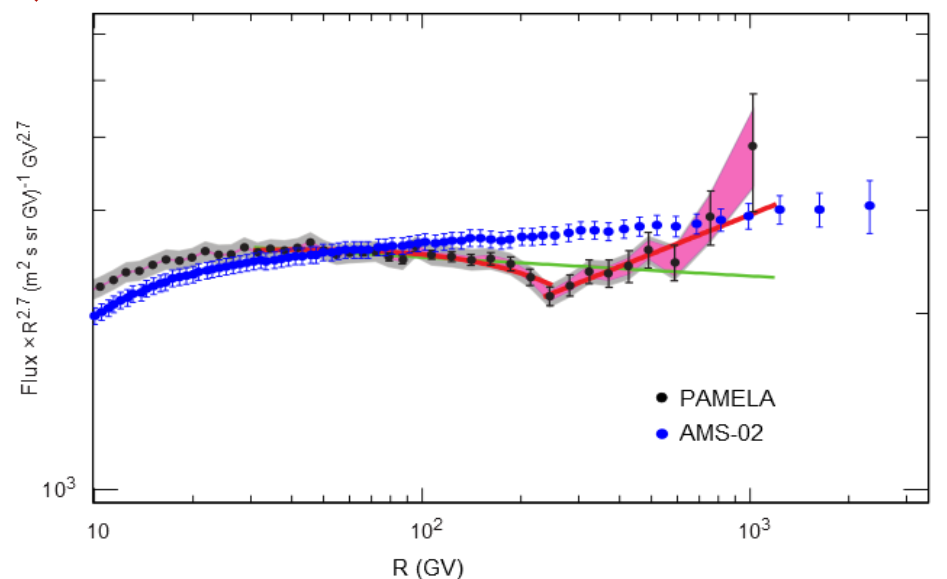 Flux × R^2.7 (m^2 s sr GV)^-1 GV^2.7
PAMELA
AMS-02
10^3
10
10^2
10^3
R (GV)